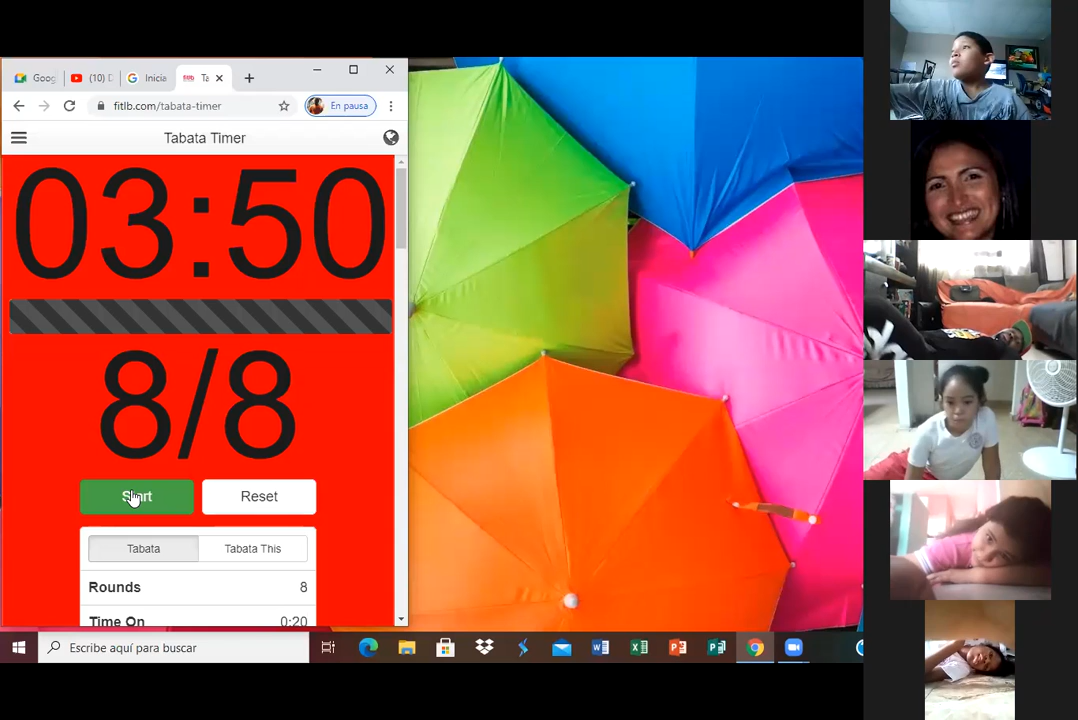 Goog
(10) D
Inicia
Ta
fitlb.com/tabata-timer
En pausa
Tabata Timer
03:50
8/8
Start
Reset
Tabata
Tabata This
Rounds
8
Time On
0:20
Escribe aquí para buscar